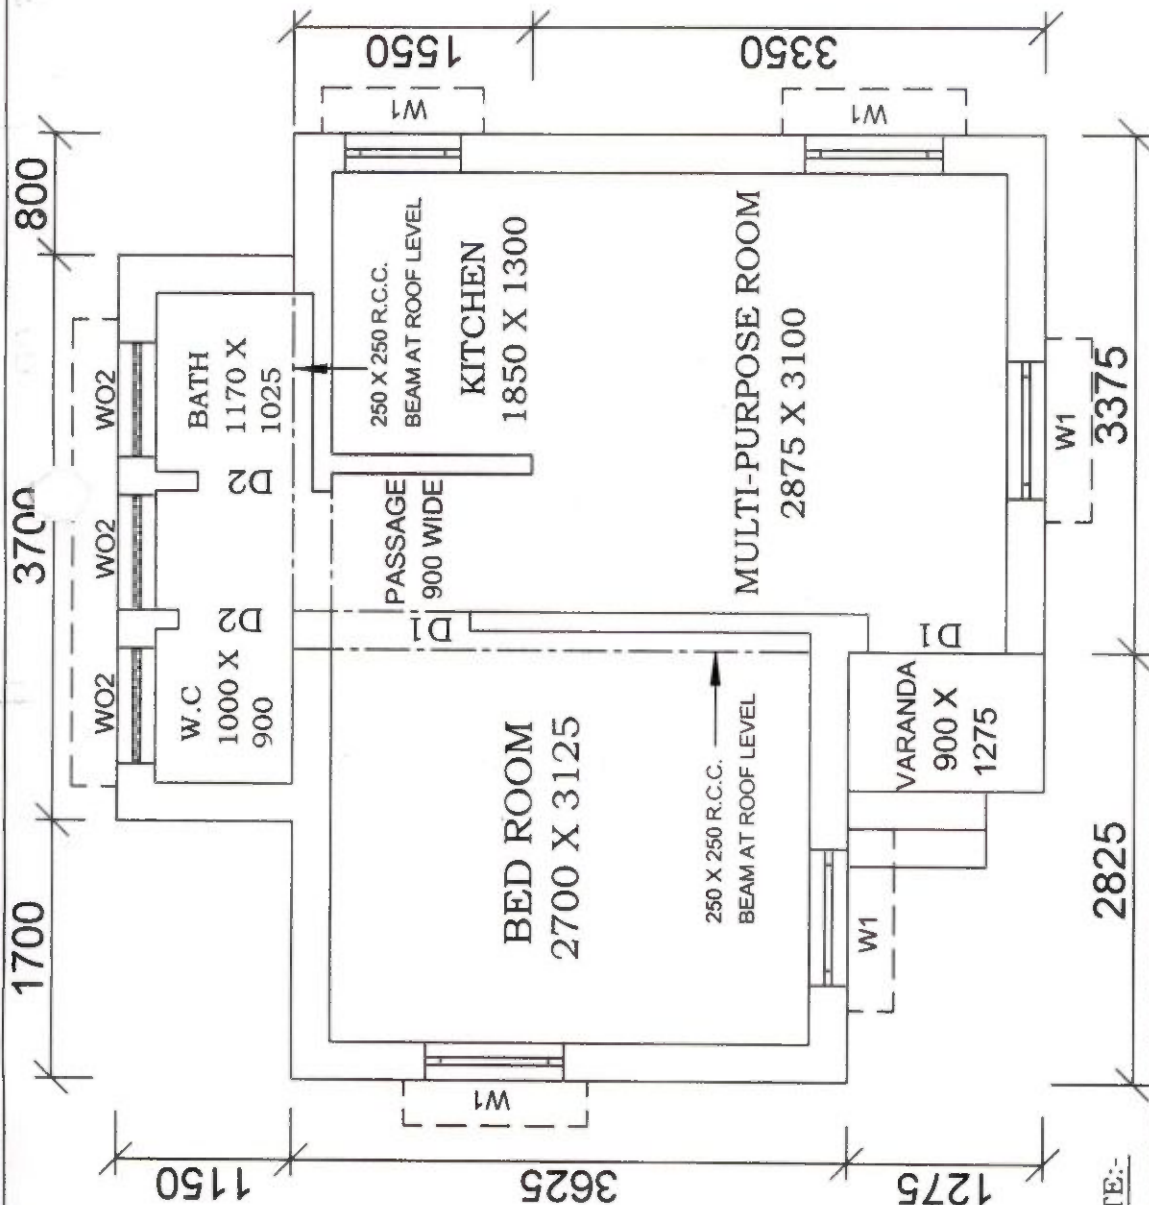 1700
3700
800
1150
3625
1275
1550
3350
2825
3375
WO2
WO2
WO2
W.C
1000 X
900
D2
D2
BATH
1170 X
1025
250 X 250 R.C.C.
BEAM AT ROOF LEVEL
KITCHEN
1850 X 1300
PASSAGE
900 WIDE
D1
BED ROOM
2700 X 3125
250 X 250 R.C.C.
BEAM AT ROOF LEVEL
MULTI-PURPOSE ROOM
2875 X 3100
D1
VARANDA
900 X
1275
W1
W1
W1
W1
W1
TE:-